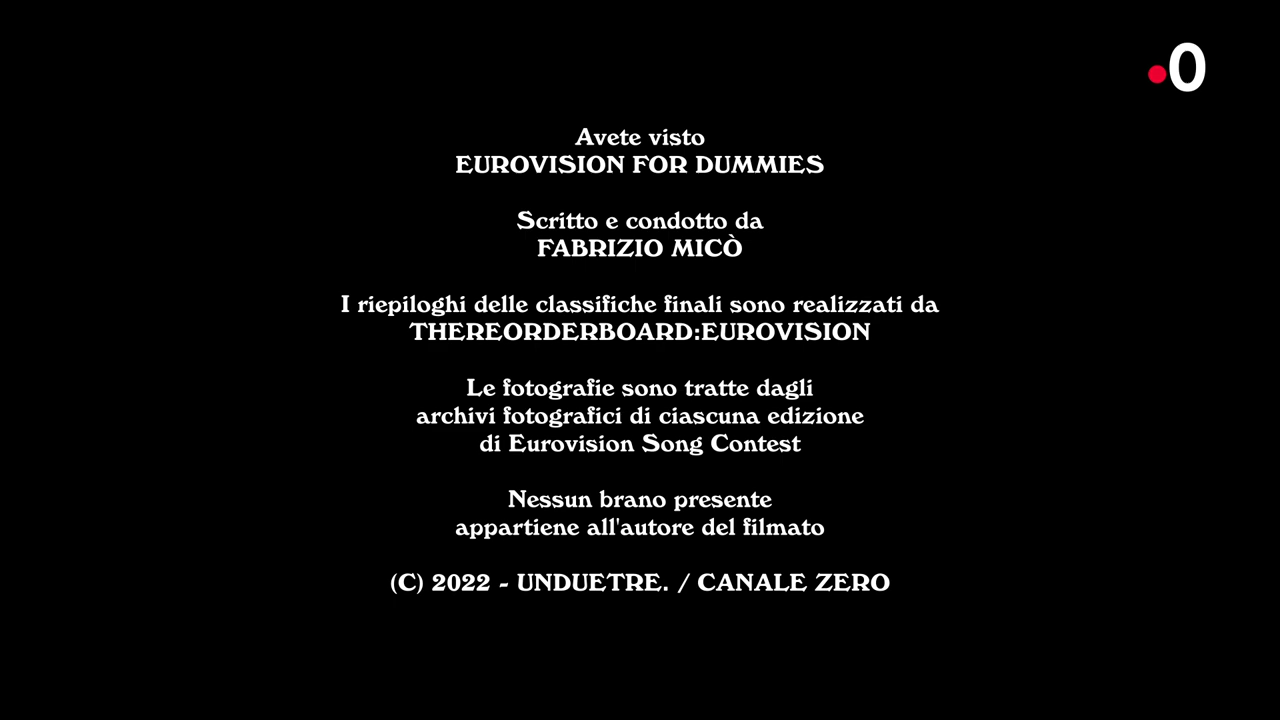 0
Avete visto
EUROVISION FOR DUMMIES
Scritto e condotto da
FABRIZIO MICÒ
I riepiloghi delle classifiche finali sono realizzati da
THEREORDERBOARD:EUROVISION
Le fotografie sono tratte dagli
archivi fotografici di ciascuna edizione
di Eurovision Song Contest
Nessun brano presente
appartiene all'autore del filmato
(C) 2022 - UNDUETRE. / CANALE ZERO